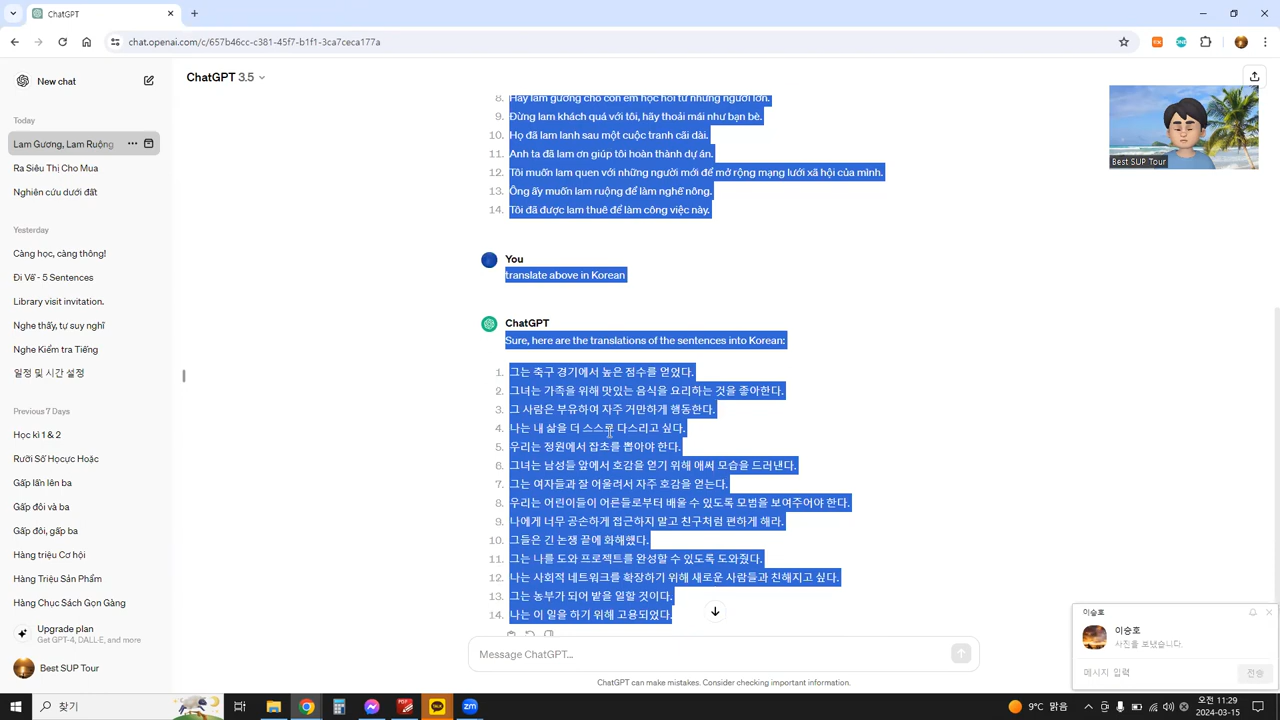 ChatGPT
chat.openai.com/c/657b46cc-c381-45f7-b1f1-3ca7ceca177a
New chat
Today
Lam Gương, Lam Ruộng
Ra Siêu Thị Cho Mua
Nghiên cứu dưới đất
Yesterday
Càng học, càng thông!
Đi Về - 5 Sentences
Library visit invitation.
Nghe thấy, tự suy nghĩ
Nghe Kiểm tra Tiếng
일정 및 시간 설정
Previous 7 Days
Học kì 1 & 2
Rưỡi Số Họcực Hoặc
Gấp lần lên ba
Gấp đôi và ba
Gấp đôi, gấp ba
Hàng triệu Cơ hội
Hàng Triệu Sản Phẩm
Hàng Chục Sách Gọn Gàng
Upgrade plan
Get GPT-4, DALL·E, and more
Best SUP Tour
ChatGPT 3.5
8. Hãy làm gương cho con em học hỏi từ những người lớn.
9. Đừng lam khách quá với tôi, hãy thoải mái như bạn bè.
10. Họ đã lam lanh sau một cuộc tranh cãi dài.
11. Anh ta đã lam ơn giúp tôi hoàn thành dự án.
12. Tôi muốn lam quen với những người mới để mở rộng mạng lưới xã hội của mình.
13. Ông ấy muốn lam ruộng để làm nghề nông.
14. Tôi đã được lam thuê để làm công việc này.
You
translate above in Korean
ChatGPT
Sure, here are the translations of the sentences into Korean:
1. 그는 축구 경기에서 높은 점수를 얻었다.
2. 그녀는 가족을 위해 맛있는 음식을 요리하는 것을 좋아한다.
3. 그 사람은 부유하여 자주 거만하게 행동한다.
4. 나는 내 삶을 더 스스로 다스리고 싶다.
5. 우리는 정원에서 잡초를 뽑아야 한다.
6. 그녀는 남성들 앞에서 호감을 얻기 위해 애써 모습을 드러낸다.
7. 그는 여자들과 잘 어울려서 자주 호감을 얻는다.
8. 우리는 어린이들이 어른들로부터 배울 수 있도록 모범을 보여주어야 한다.
9. 나에게 너무 공손하게 접근하지 말고 친구처럼 편하게 해라.
10. 그들은 긴 논쟁 끝에 화해했다.
11. 그는 나를 도와 프로젝트를 완성할 수 있도록 도와줬다.
12. 나는 사회적 네트워크를 확장하기 위해 새로운 사람들과 친해지고 싶다.
13. 그는 농부가 되어 밭을 일할 것이다.
14. 나는 이 일을 하기 위해 고용되었다.
Message ChatGPT...
ChatGPT can make mistakes. Consider checking important information.
Best SUP Tour
이승호
이승호
사진을 보냈습니다.
메시지 입력
전송
찾기
9°C 맑음
오전 11:29
2024-03-15